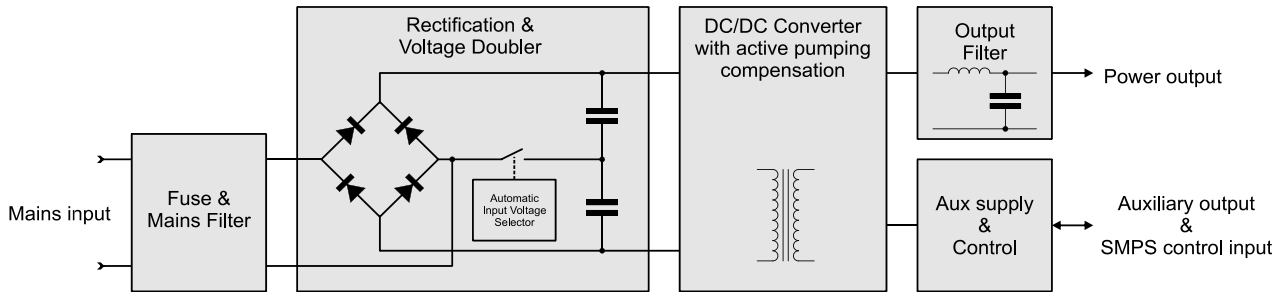 Mains input
Fuse &
Mains Filter
Rectification &
Voltage Doubler
Automatic
Input Voltage
Selector
DC/DC Converter
with active pumping
compensation
Output
Filter
Power output
Aux supply
&
Control
Auxiliary output
&
SMPS control input